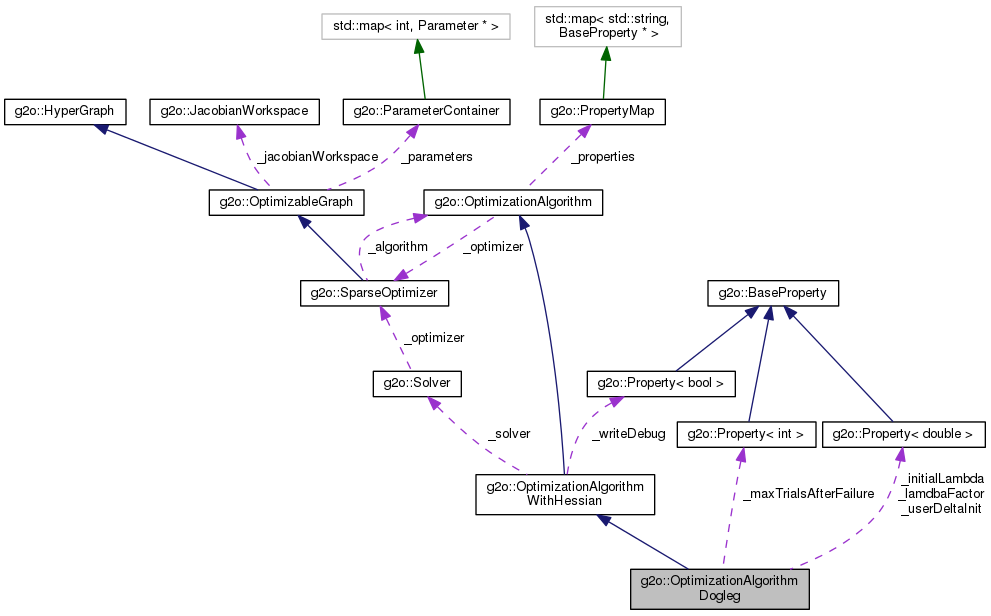 std::map< int, Parameter * >
std::map< std::string,
BaseProperty * >
g2o::HyperGraph
g2o::JacobianWorkspace
g2o::ParameterContainer
g2o::PropertyMap
_jacobianWorkspace
_parameters
_properties
g2o::OptimizableGraph
g2o::OptimizationAlgorithm
_algorithm
_optimizer
g2o::SparseOptimizer
g2o::BaseProperty
_optimizer
g2o::Solver
g2o::Property< bool >
_solver
_writeDebug
g2o::Property< int >
g2o::Property< double >
g2o::OptimizationAlgorithm
WithHessian
_maxTrialsAfterFailure
_initialLambda
_lamdbaFactor
_userDeltaInit
g2o::OptimizationAlgorithm
Dogleg